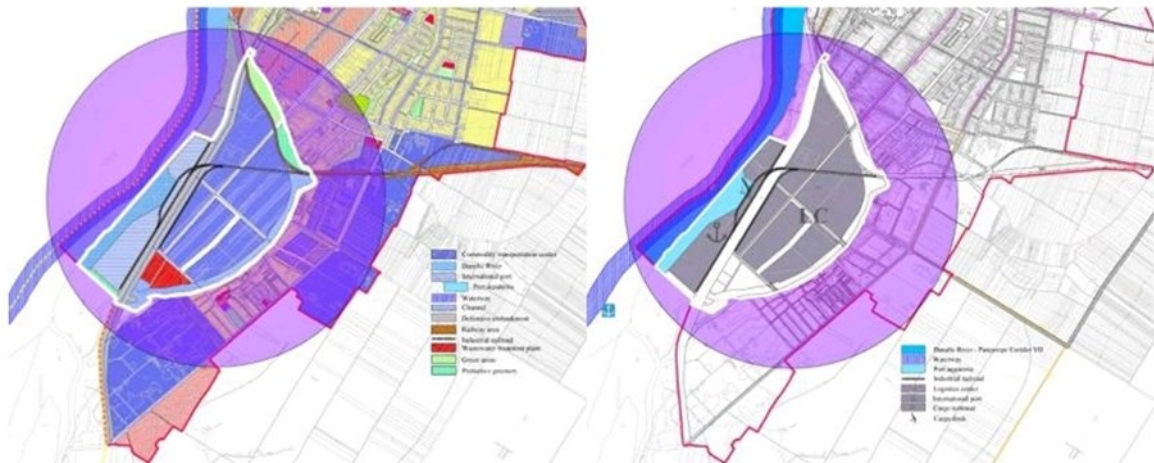 Commodity transportation center
Danube River
International port
Port aquatoria
Waterway
Channel
Defensive embankment
Railway area
Industrial railroad
Wastewater treatment plant
Green areas
Protective greenery
LC
Danube River - Paneurope Corridor VII
Waterway
Port aquatoria
Industrial railroad
Logistics center
International port
Cargo railroad
Cargo dock